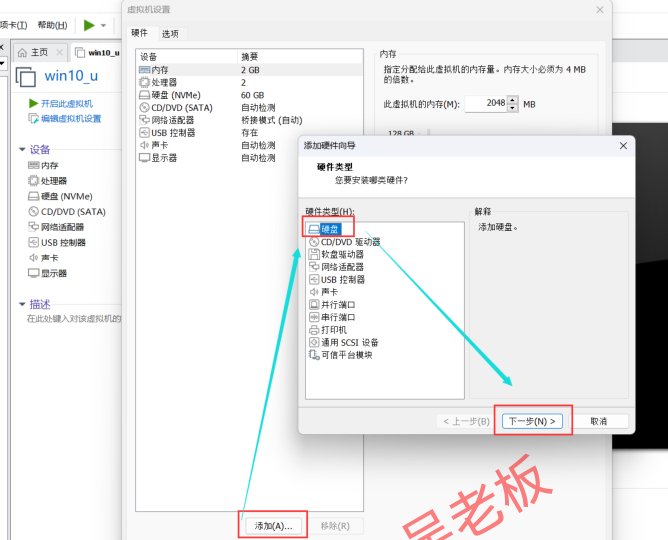 项卡(T) 帮助(H)
主页
win10_u
win10_u
开启此虚拟机
编辑虚拟机设置
设备
内存
处理器
硬盘 (NVMe)
CD/DVD (SATA)
网络适配器
USB 控制器
声卡
显示器
描述
在此处键入对该虚拟机的
虚拟机设置
硬件 选项
设备 摘要
内存 2 GB
处理器 2
硬盘 (NVMe) 60 GB
CD/DVD (SATA) 自动检测
网络适配器 桥接模式 (自动)
USB 控制器 存在
声卡 自动检测
显示器 自动检测
添加(A)... 移除(R)
内存
指定分配给此虚拟机的内存量。内存大小必须为 4 MB
的倍数。
此虚拟机的内存(M): 2048 MB
128 GB
添加硬件向导
硬件类型
您要安装哪类硬件?
硬件类型(H):
硬盘
CD/DVD 驱动器
软盘驱动器
网络适配器
USB 控制器
声卡
并行端口
串行端口
打印机
通用 SCSI 设备
可信平台模块
解释
添加硬盘。
< 上一步(B) 下一步(N) > 取消
吴老板